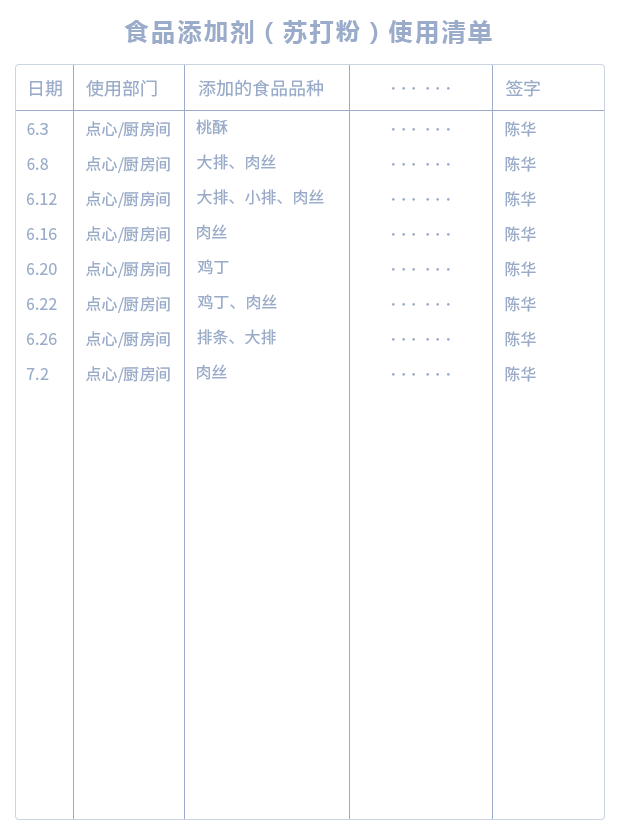 食品添加剂（苏打粉）使用清单
日期 使用部门 添加的食品品种 ······ 签字
6.3 点心/厨房间 桃酥 ······ 陈华
6.8 点心/厨房间 大排、肉丝 ······ 陈华
6.12 点心/厨房间 大排、小排、肉丝 ······ 陈华
6.16 点心/厨房间 肉丝 ······ 陈华
6.20 点心/厨房间 鸡丁 ······ 陈华
6.22 点心/厨房间 鸡丁、肉丝 ······ 陈华
6.26 点心/厨房间 排条、大排 ······ 陈华
7.2 点心/厨房间 肉丝 ······ 陈华